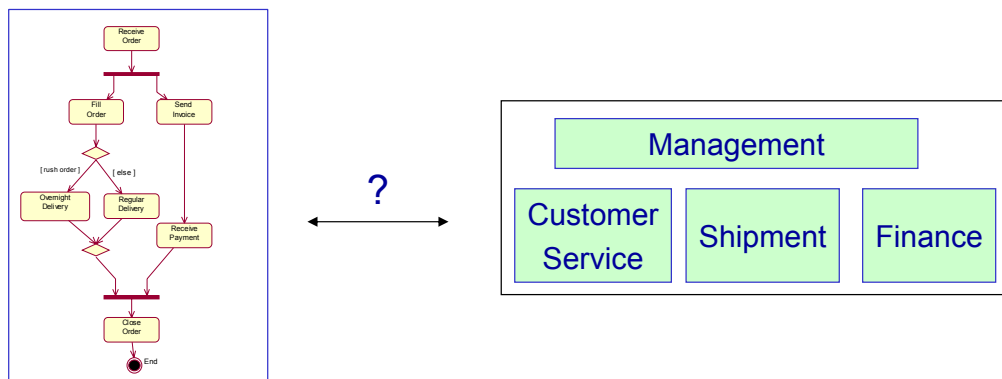 Receive
Order
Fill
Order
Send
Invoice
[ rush order ]
[ else ]
Overnight
Delivery
Regular
Delivery
Receive
Payment
Close
Order
End
?
Management
Customer
Service
Shipment
Finance